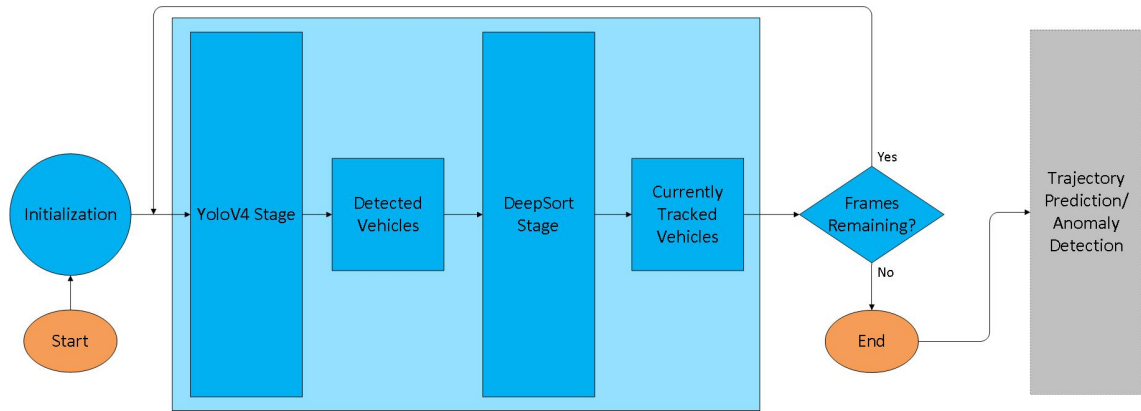 Start
Initialization
YoloV4 Stage
Detected
Vehicles
DeepSort
Stage
Currently
Tracked
Vehicles
Frames
Remaining?
Yes
No
End
Trajectory
Prediction/
Anomaly
Detection